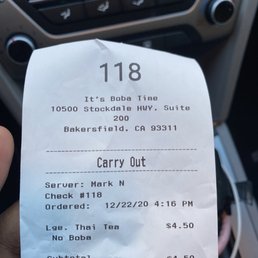 118
It's Boba Time
10500 Stockdale HWY. Suite
200
Bakersfield, CA 93311
Carry Out
Server: Mark N
Check #118
Ordered: 12/22/20 4:16 PM
Lge. Thai Tea $4.50
No Boba
Subtotal $4.50